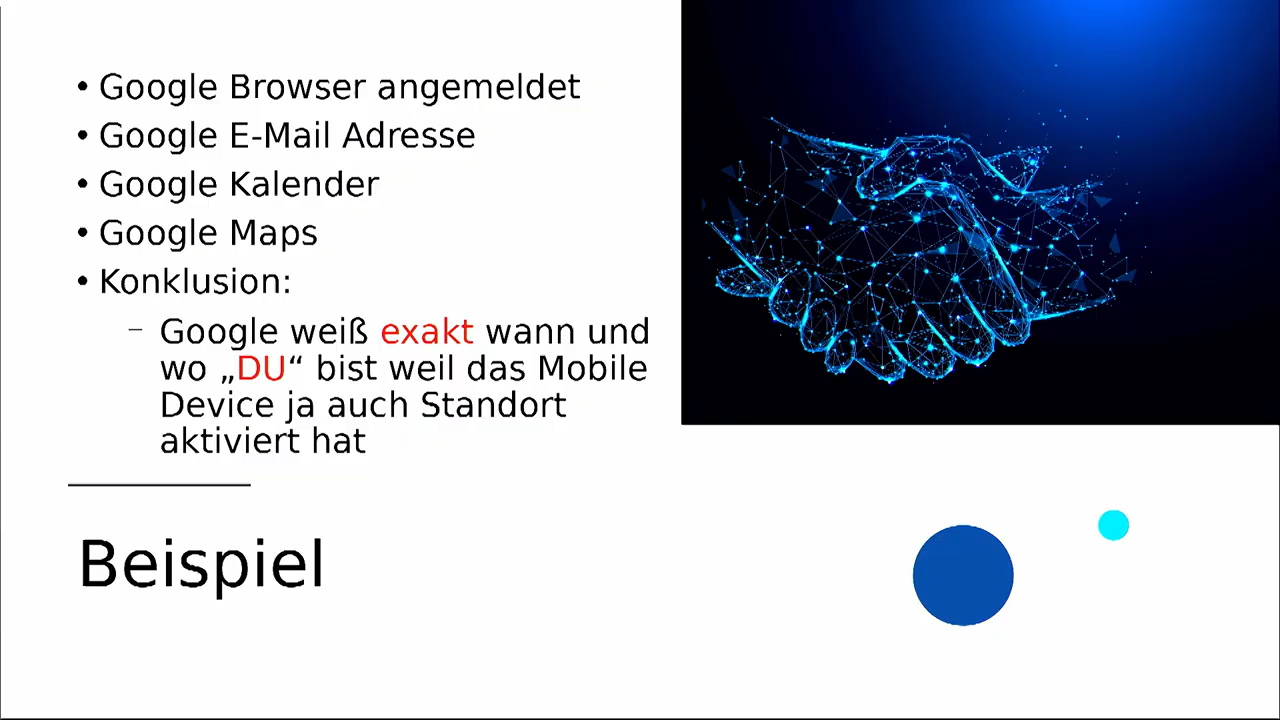 • Google Browser angemeldet
• Google E-Mail Adresse
• Google Kalender
• Google Maps
• Konklusion:
– Google weiß exakt wann und
wo „DU“ bist weil das Mobile
Device ja auch Standort
aktiviert hat
Beispiel